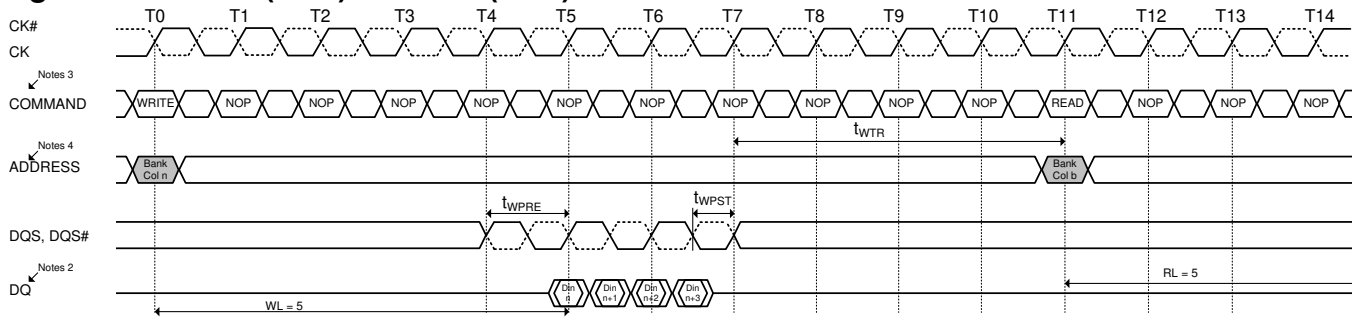 T0 T1 T2 T3 T4 T5 T6 T7 T8 T9 T10 T11 T12 T13 T14
CK#
CK
Notes 3
COMMAND WRITE NOP NOP NOP NOP NOP NOP NOP NOP NOP NOP READ NOP NOP NOP
tWTR
Notes 4
ADDRESS Bank Col n Bank Col b
tWPRE tWPST
DQS, DQS#
Notes 2
DQ Din n Din n+1 Din n+2 Din n+3
RL = 5
WL = 5